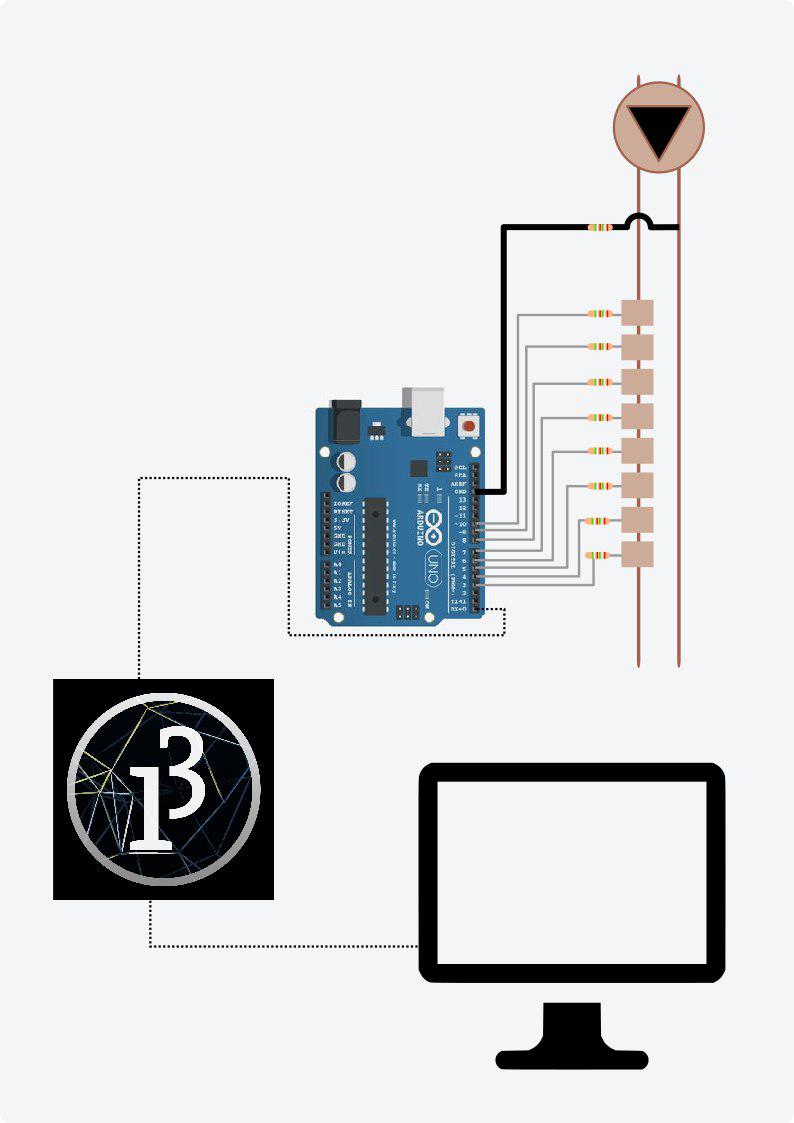 SCL
SDA
AREF
GND
13
12
~11
~10
~9
8
7
~6
~5
4
~3
2
TX→1
RX←0
DIGITAL (PWM~)
IOREF
RESET
3.3V
5V
GND
GND
Vin
POWER
A0
A1
A2
A3
A4
A5
ANALOG IN
TX
RX
L
ARDUINO
UNO
ON
13